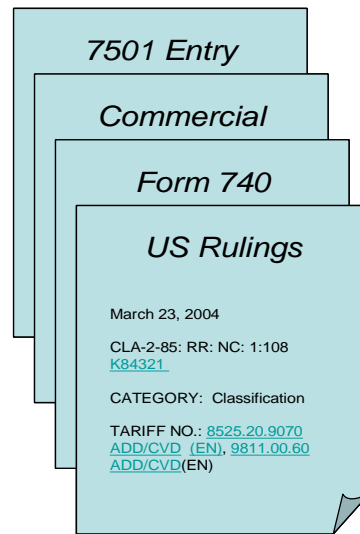 7501 Entry
Commercial
Form 740
US Rulings
March 23, 2004
CLA-2-85: RR: NC: 1:108
K84321
CATEGORY: Classification
TARIFF NO.: 8525.20.9070
ADD/CVD (EN), 9811.00.60
ADD/CVD(EN)